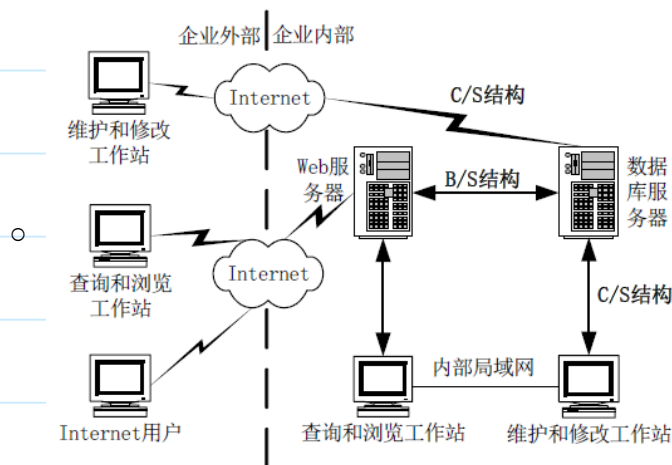 企业外部
企业内部
Internet
C/S结构
维护和修改
工作站
Web服
务器
B/S结构
数据
库服
务器
Internet
查询和浏览
工作站
C/S结构
内部局域网
Internet用户
查询和浏览工作站
维护和修改工作站